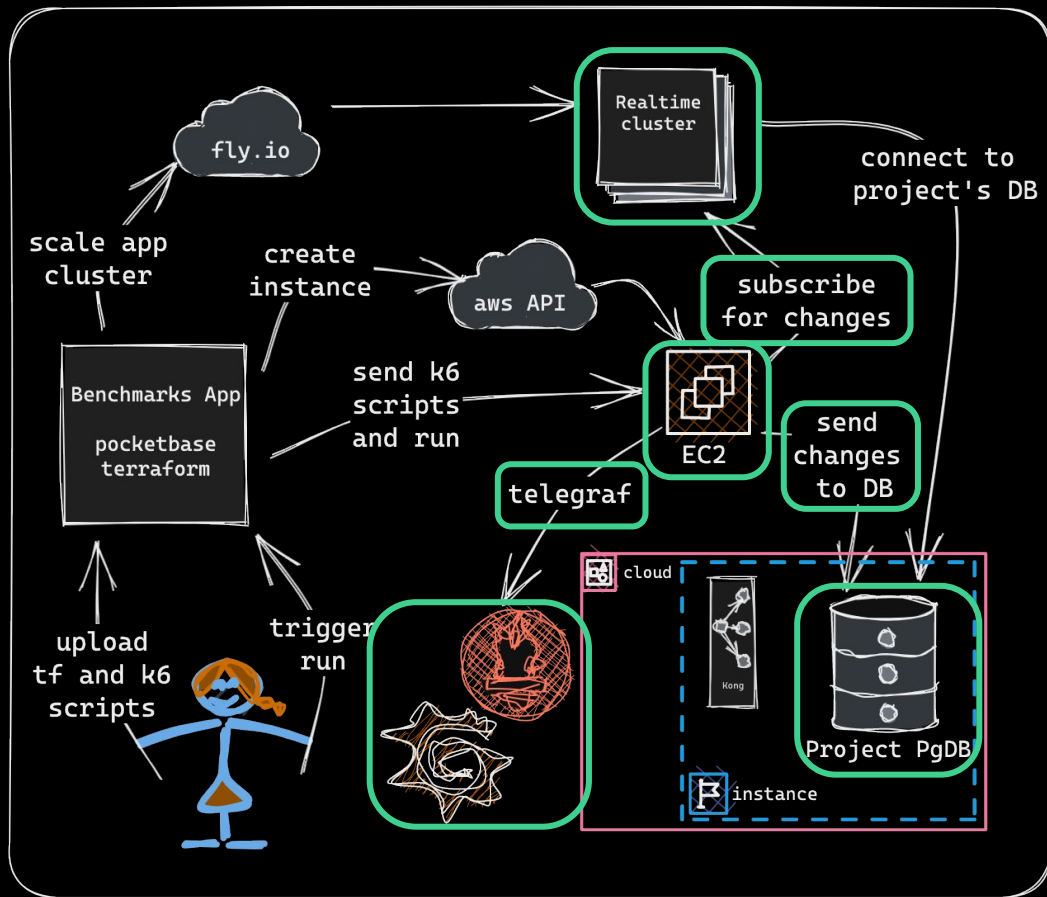 Realtime
cluster
fly.io
connect to
project's DB
scale app
cluster
create
instance
aws API
subscribe
for changes
Benchmarks App
pocketbase
terraform
send k6
scripts
and run
EC2
send
changes
to DB
telegraf
cloud
upload
tf and k6
scripts
trigger
run
Kong
Project PgDB
instance